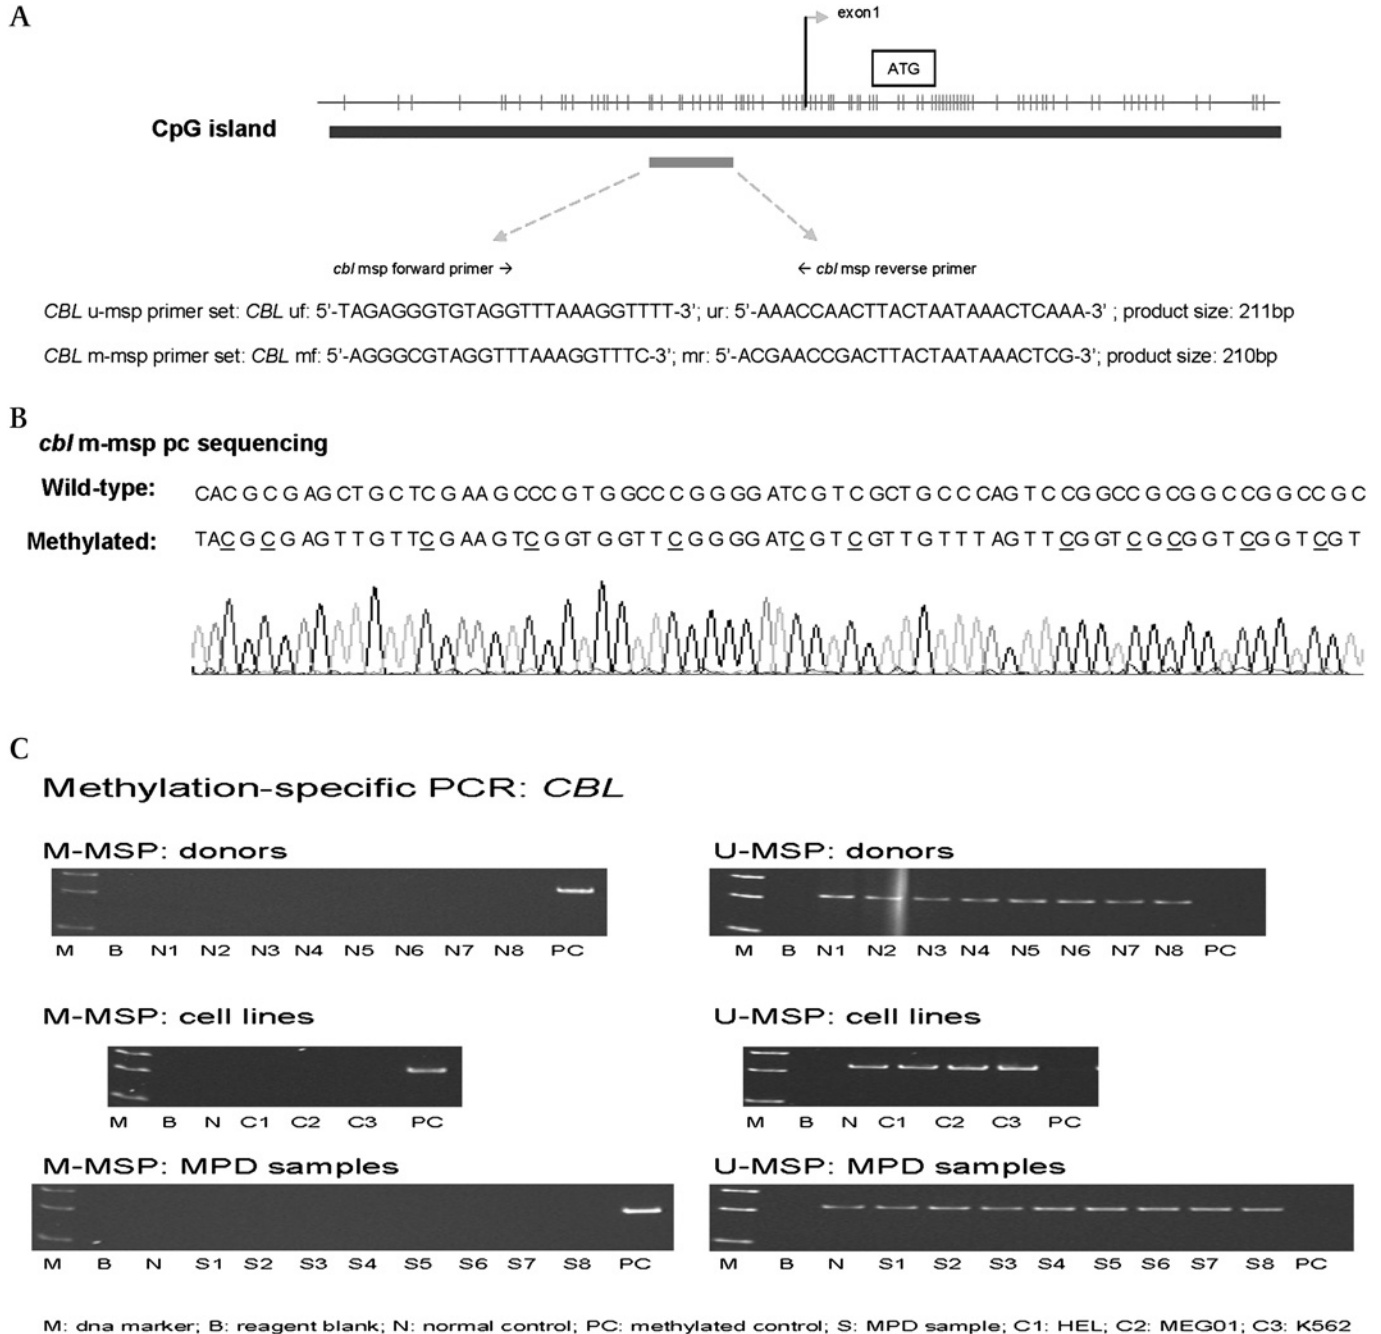 A
exon1
ATG
CpG island
cbl msp forward primer →
← cbl msp reverse primer
CBL u-msp primer set: CBL uf: 5'-TAGAGGGTGTAGGTTTAAAGGTTTT-3'; ur: 5'-AAACCAACTTACTAATAAACTCAAA-3' ; product size: 211bp
CBL m-msp primer set: CBL mf: 5'-AGGGCGTAGGTTTAAAGGTTTC-3'; mr: 5'-ACGAACCGACTTACTAATAAACTCG-3'; product size: 210bp
B
cbl m-msp pc sequencing
Wild-type: CACGCGAGCTGCTCGAAGCCCGTGGCCCGGGGATCGTCGCTGCCCAGTCCGGCCGCGGCCGGCCGC
Methylated: TACGCGAGTTGTTCGAAGTCGGTGGTTCGGGGATCGTCGTTGTTTAGTTCGGTCGCGGTCGGTCGT
C
Methylation-specific PCR: CBL
M-MSP: donors
M B N1 N2 N3 N4 N5 N6 N7 N8 PC
U-MSP: donors
M B N1 N2 N3 N4 N5 N6 N7 N8 PC
M-MSP: cell lines
M B N C1 C2 C3 PC
U-MSP: cell lines
M B N C1 C2 C3 PC
M-MSP: MPD samples
M B N S1 S2 S3 S4 S5 S6 S7 S8 PC
U-MSP: MPD samples
M B N S1 S2 S3 S4 S5 S6 S7 S8 PC
M: dna marker; B: reagent blank; N: normal control; PC: methylated control; S: MPD sample; C1: HEL; C2: MEG01; C3: K562